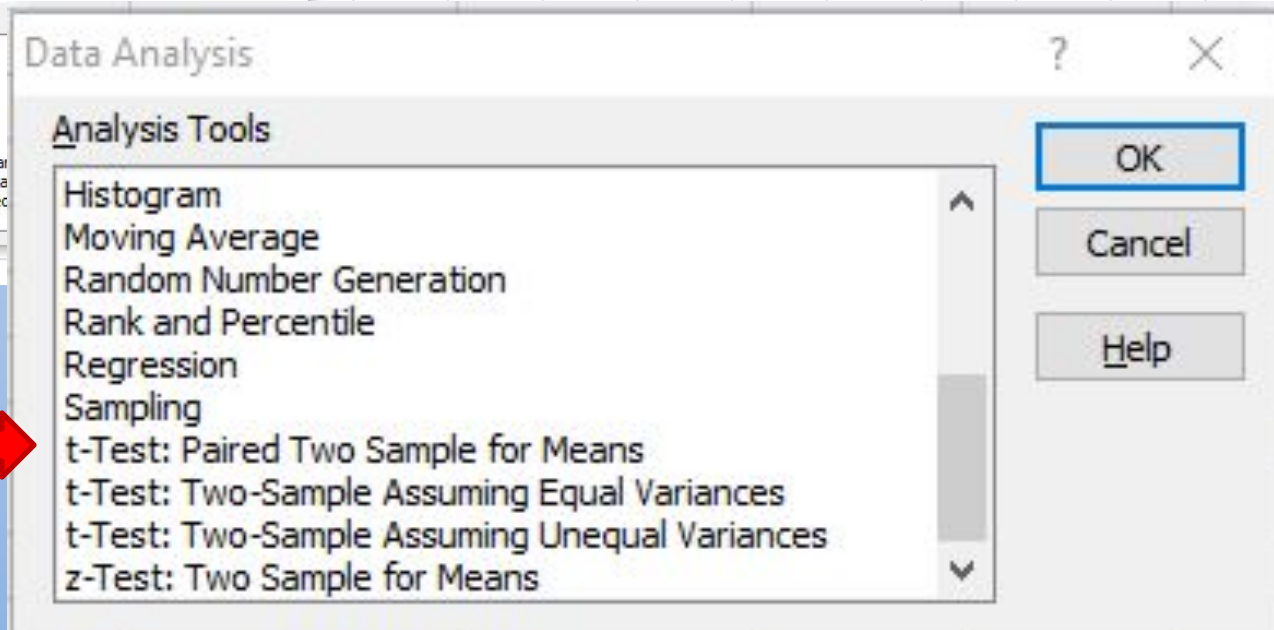 Data Analysis
?
Analysis Tools
OK
Histogram
Moving Average
Cancel
Random Number Generation
Rank and Percentile
Help
Regression
Sampling
t-Test: Paired Two Sample for Means
t-Test: Two-Sample Assuming Equal Variances
t-Test: Two-Sample Assuming Unequal Variances
z-Test: Two Sample for Means